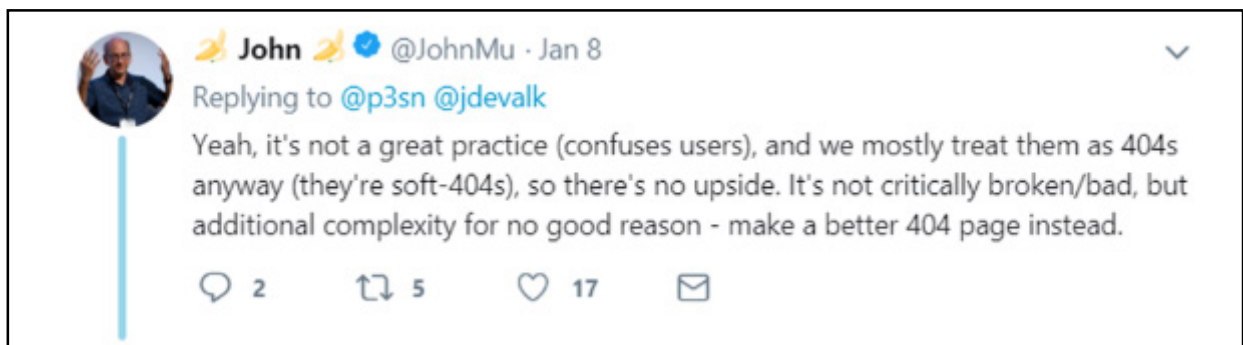 🍌 John 🍌 @JohnMu · Jan 8
Replying to @p3sn @jdevalk
Yeah, it's not a great practice (confuses users), and we mostly treat them as 404s
anyway (they're soft-404s), so there's no upside. It's not critically broken/bad, but
additional complexity for no good reason - make a better 404 page instead.
2 5 17